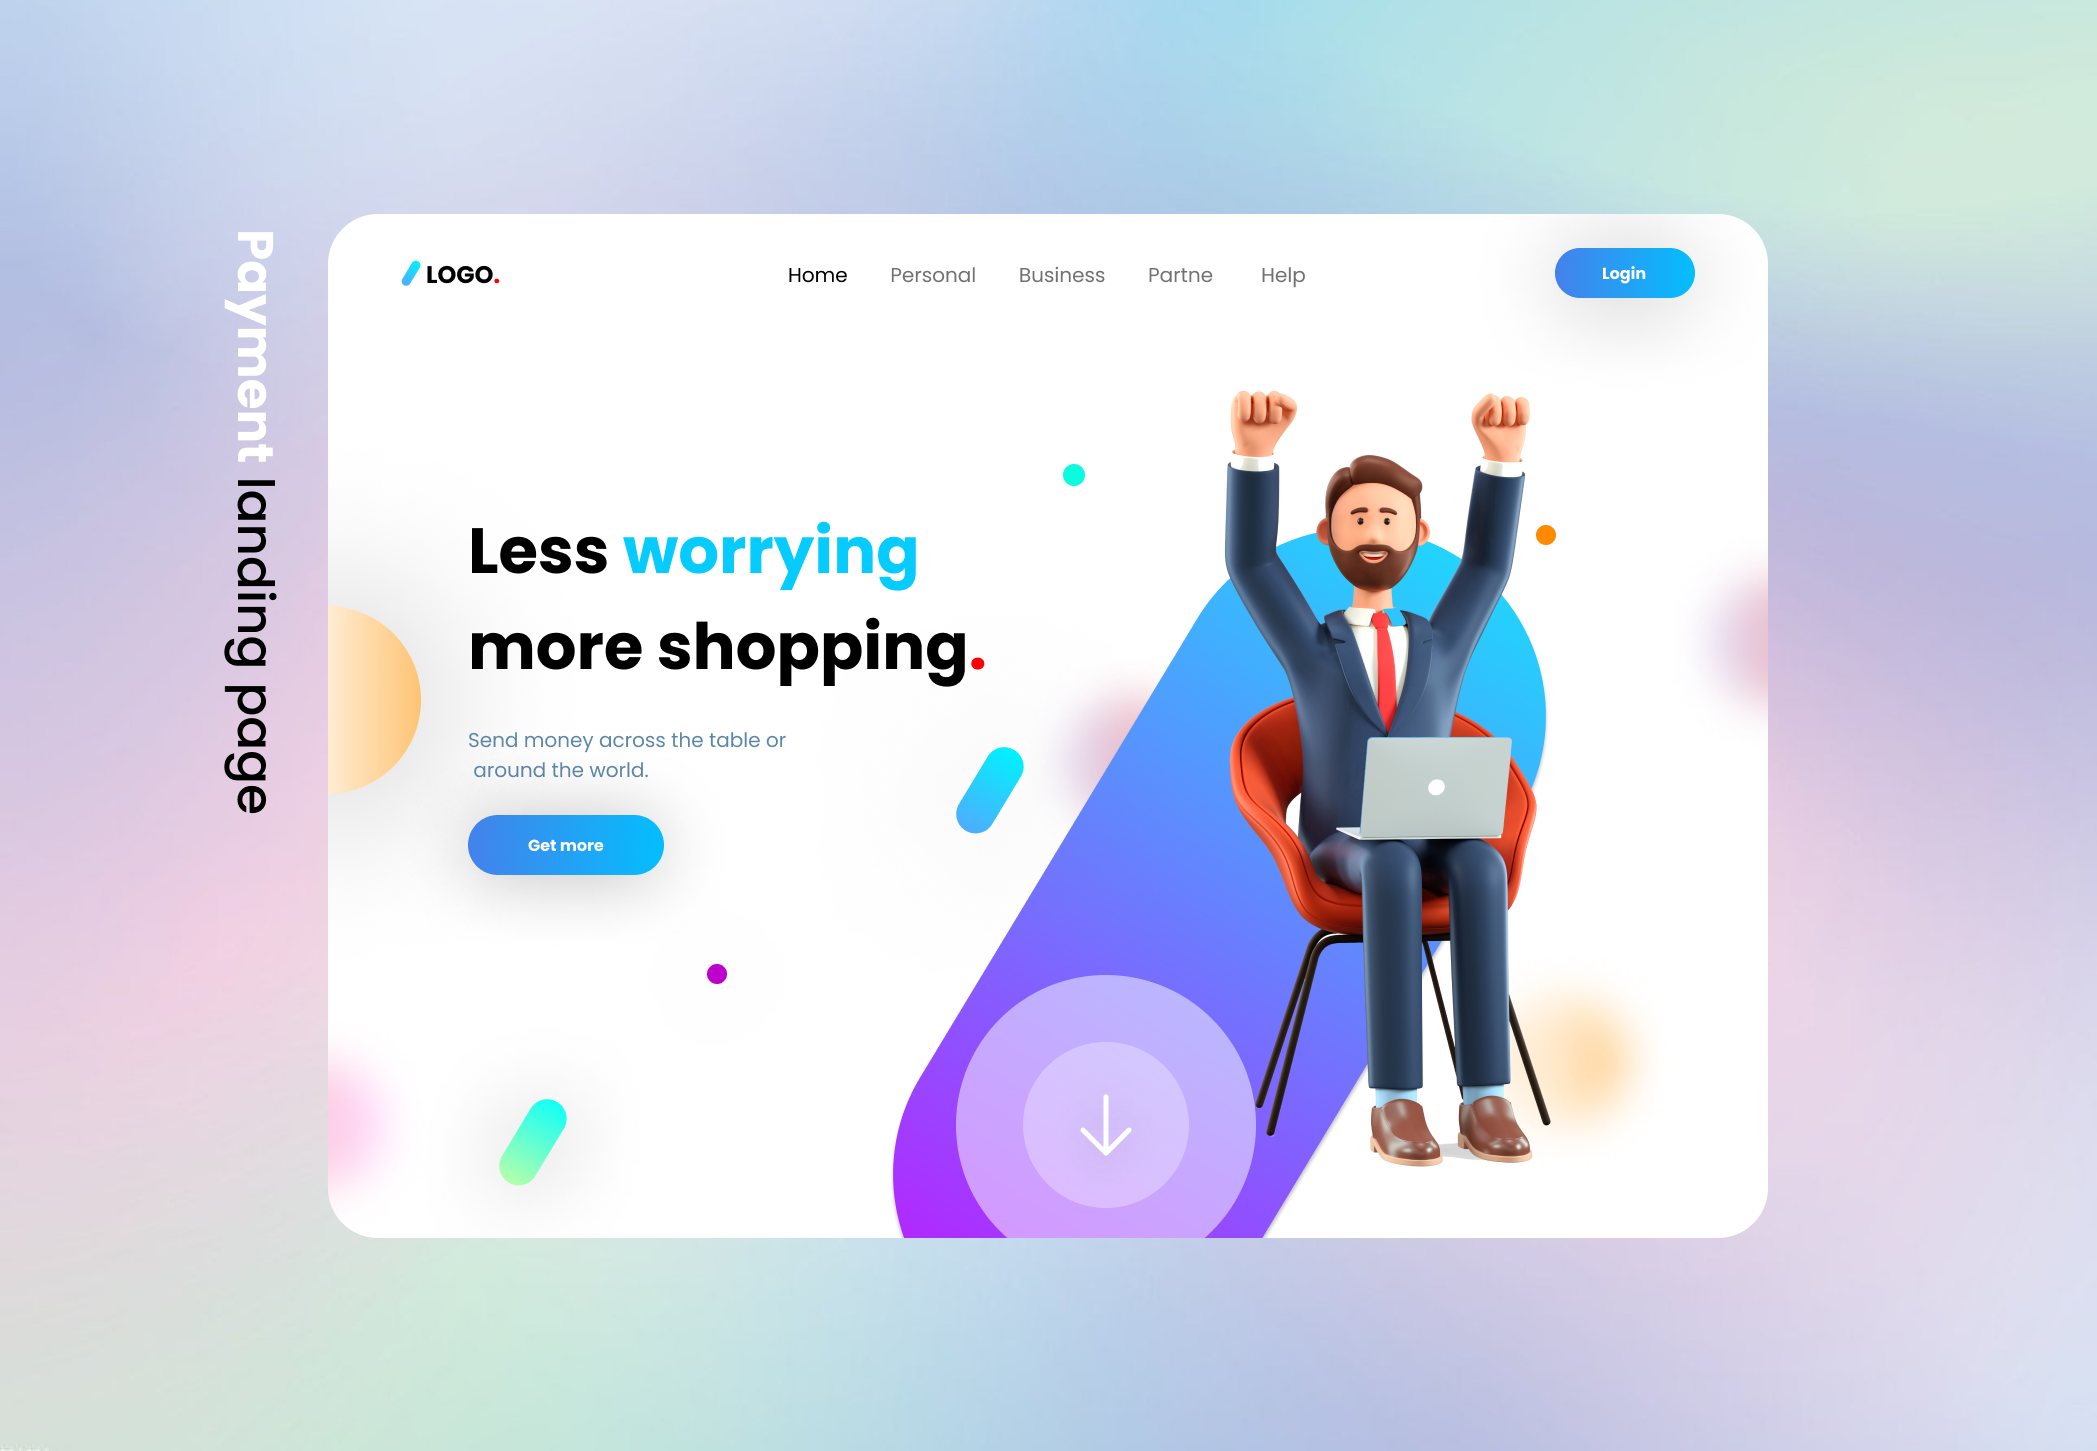 Payment landing page
LOGO.
Home Personal Business Partne Help
Login
Less worrying
more shopping.
Send money across the table or
around the world.
Get more